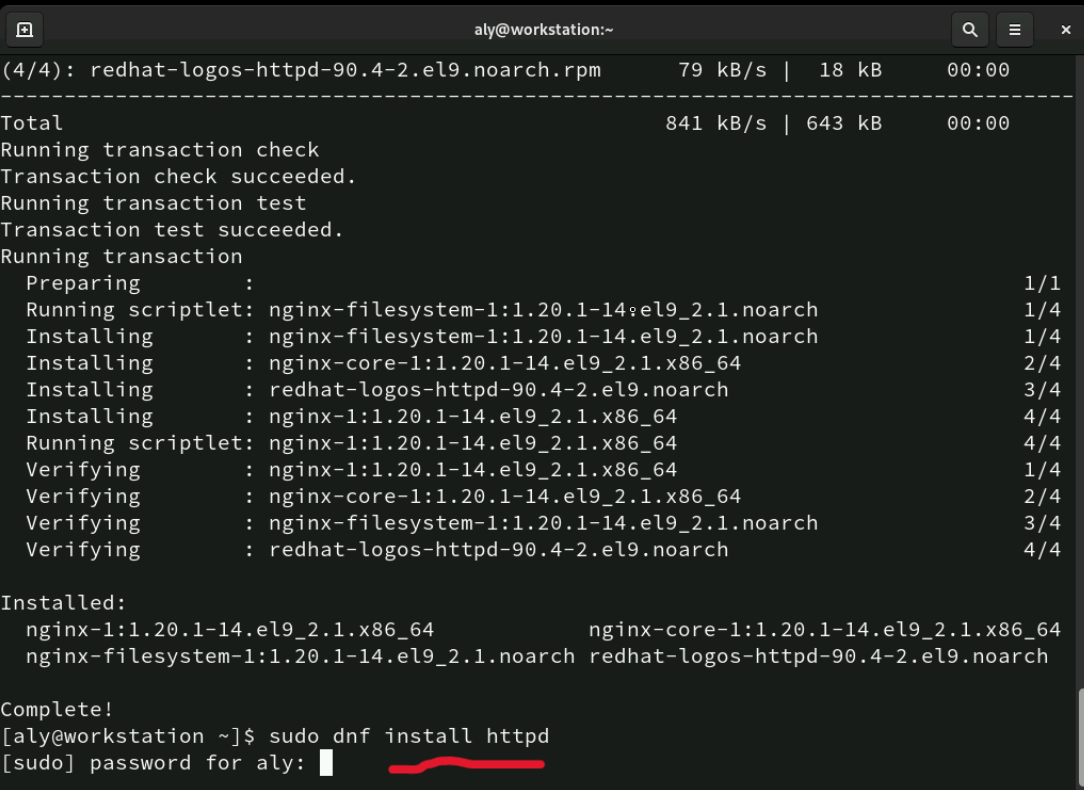 aly@workstation:~
(4/4): redhat-logos-httpd-90.4-2.el9.noarch.rpm 79 kB/s | 18 kB 00:00
--------------------------------------------------------------------------------
Total 841 kB/s | 643 kB 00:00
Running transaction check
Transaction check succeeded.
Running transaction test
Transaction test succeeded.
Running transaction
Preparing : 1/1
Running scriptlet: nginx-filesystem-1:1.20.1-14.el9_2.1.noarch 1/4
Installing : nginx-filesystem-1:1.20.1-14.el9_2.1.noarch 1/4
Installing : nginx-core-1:1.20.1-14.el9_2.1.x86_64 2/4
Installing : redhat-logos-httpd-90.4-2.el9.noarch 3/4
Installing : nginx-1:1.20.1-14.el9_2.1.x86_64 4/4
Running scriptlet: nginx-1:1.20.1-14.el9_2.1.x86_64 4/4
Verifying : nginx-1:1.20.1-14.el9_2.1.x86_64 1/4
Verifying : nginx-core-1:1.20.1-14.el9_2.1.x86_64 2/4
Verifying : nginx-filesystem-1:1.20.1-14.el9_2.1.noarch 3/4
Verifying : redhat-logos-httpd-90.4-2.el9.noarch 4/4
Installed:
nginx-1:1.20.1-14.el9_2.1.x86_64 nginx-core-1:1.20.1-14.el9_2.1.x86_64
nginx-filesystem-1:1.20.1-14.el9_2.1.noarch redhat-logos-httpd-90.4-2.el9.noarch
Complete!
[aly@workstation ~]$ sudo dnf install httpd
[sudo] password for aly: